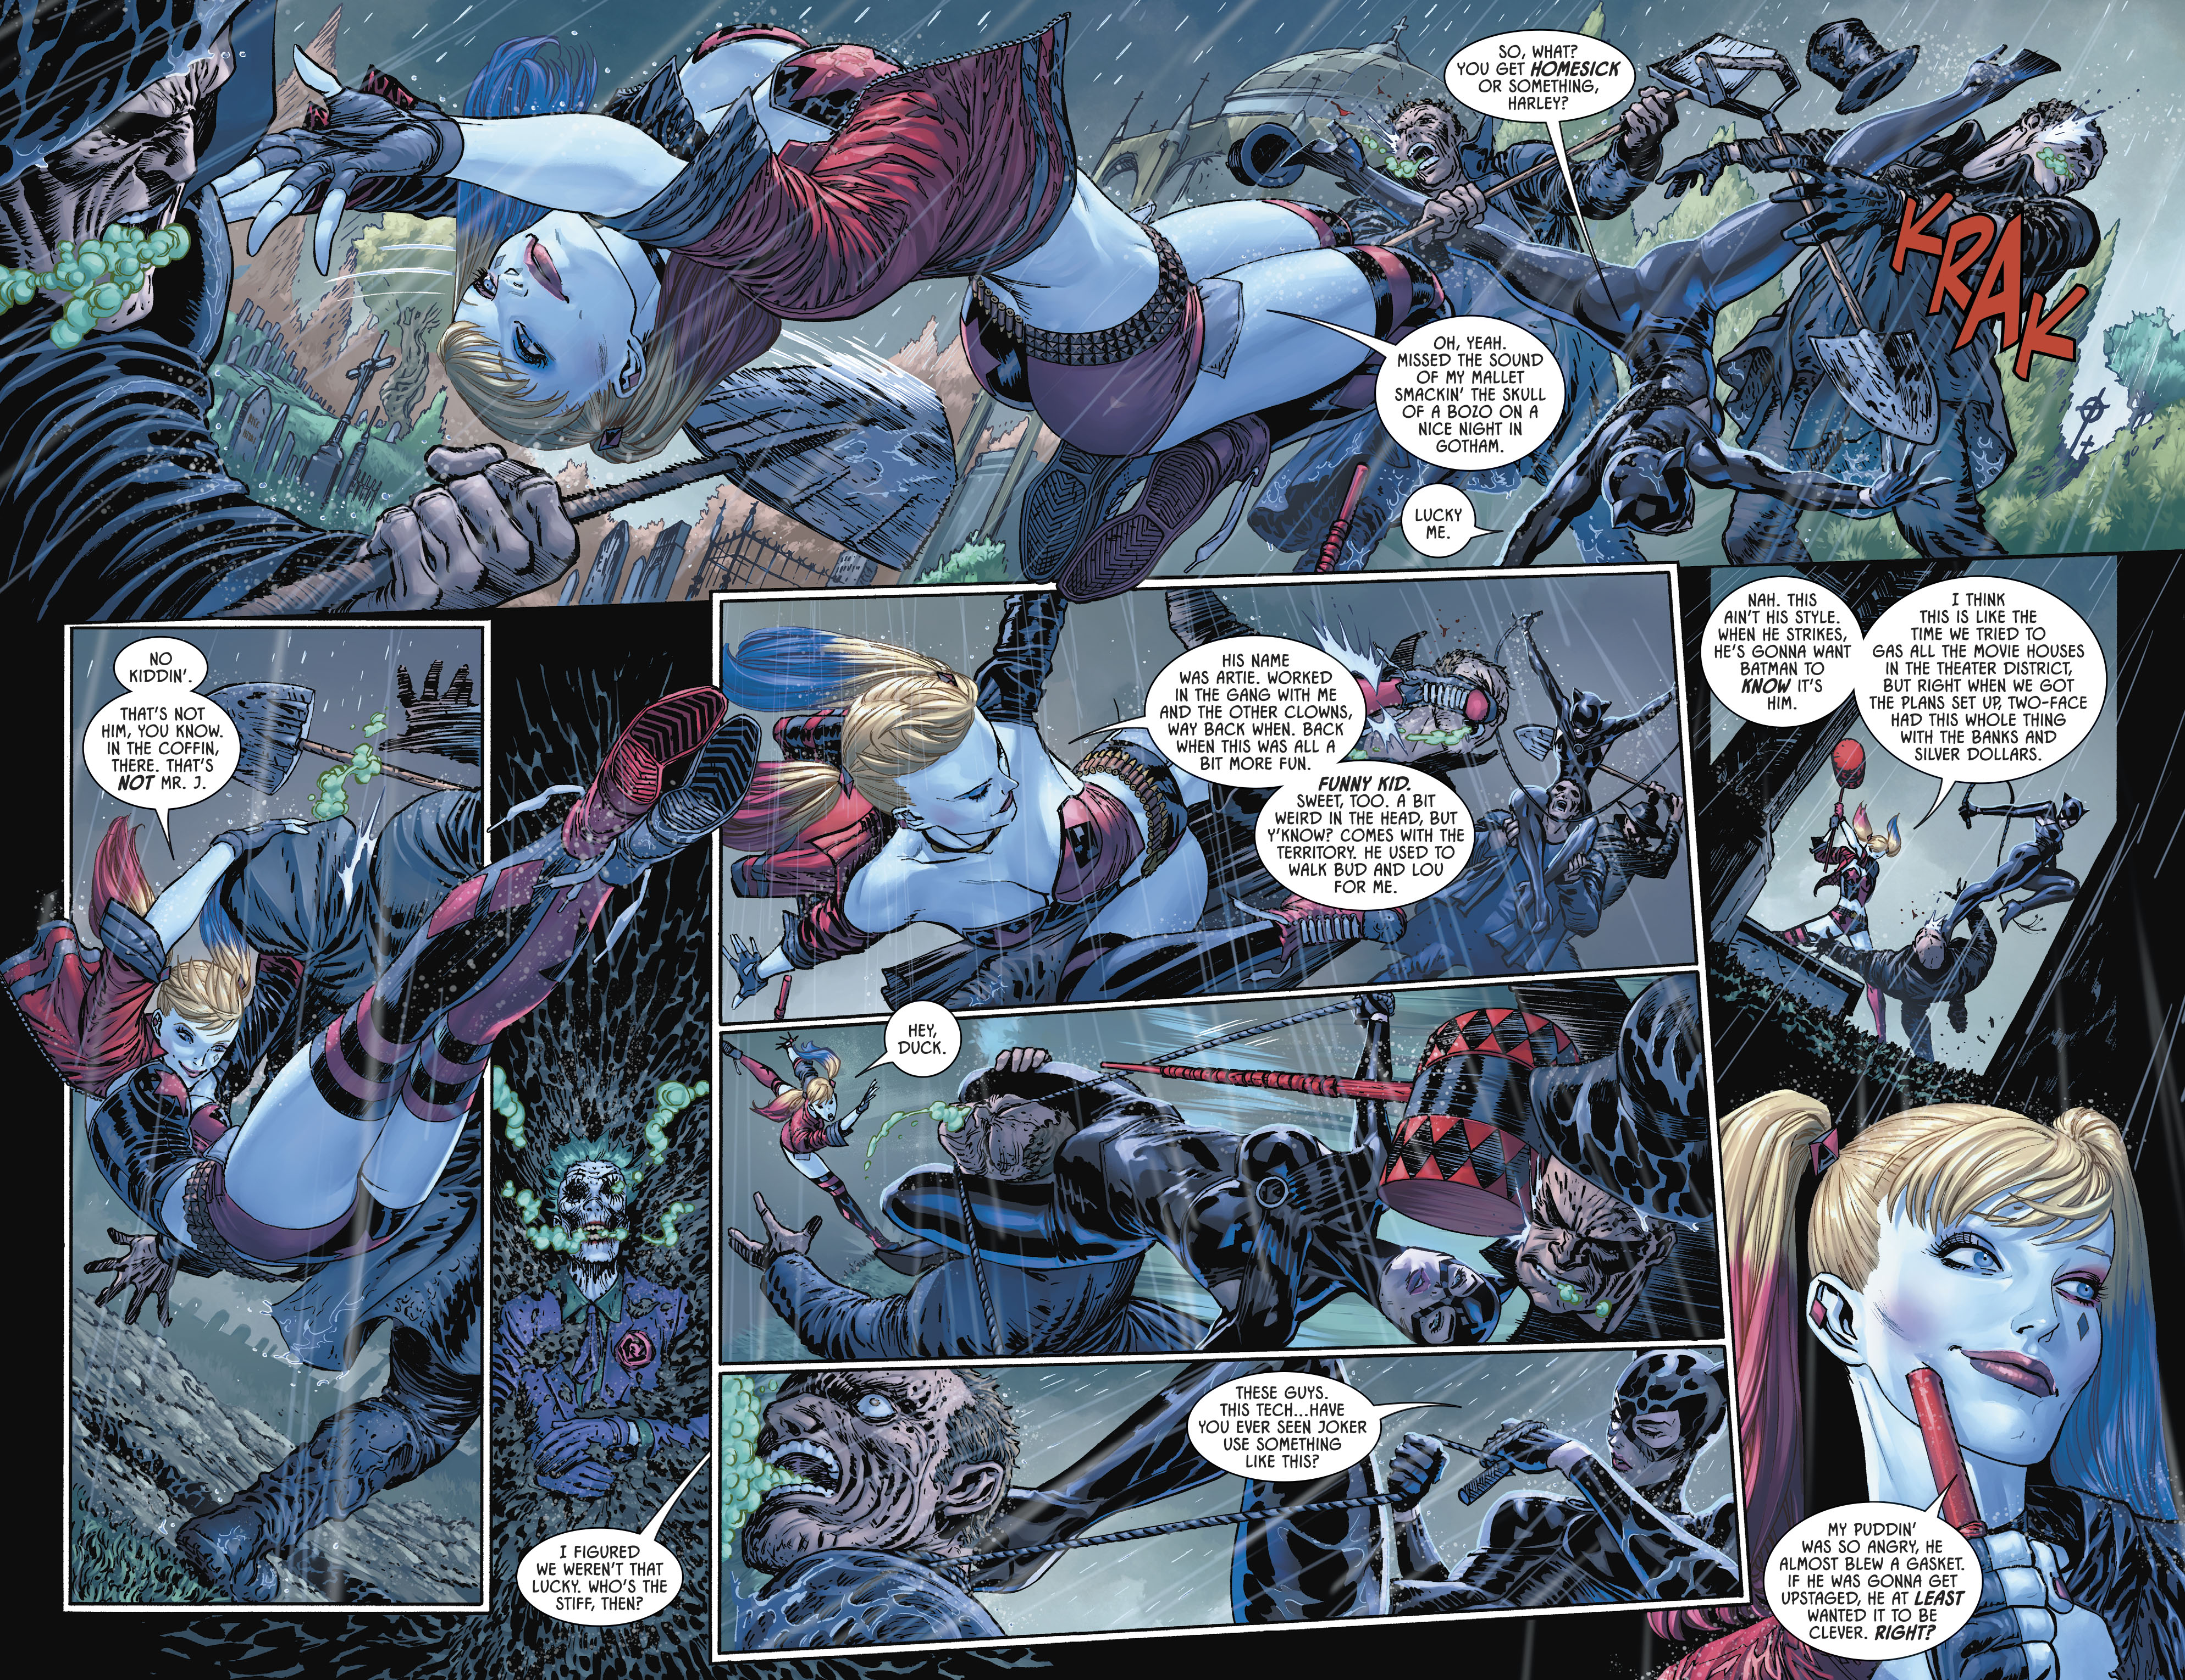 SO, WHAT?
YOU GET HOMESICK
OR SOMETHING,
HARLEY?
OH, YEAH.
MISSED THE SOUND
OF MY MALLET
SMACKIN' THE SKULL
OF A BOZO ON A
NICE NIGHT IN
GOTHAM.
LUCKY
ME.
KRAK
NO
KIDDIN'.
THAT'S NOT
HIM, YOU KNOW.
IN THE COFFIN,
THERE. THAT'S
NOT MR. J.
I FIGURED
WE WEREN'T THAT
LUCKY. WHO'S THE
STIFF, THEN?
HIS NAME
WAS ARTIE. WORKED
IN THE GANG WITH ME
AND THE OTHER CLOWNS,
WAY BACK WHEN. BACK
WHEN THIS WAS ALL A
BIT MORE FUN.
FUNNY KID.
SWEET, TOO. A BIT
WEIRD IN THE HEAD, BUT
Y'KNOW? COMES WITH THE
TERRITORY. HE USED TO
WALK BUD AND LOU
FOR ME.
HEY,
DUCK.
THESE GUYS.
THIS TECH...HAVE
YOU EVER SEEN JOKER
USE SOMETHING
LIKE THIS?
NAH. THIS
AIN'T HIS STYLE.
WHEN HE STRIKES,
HE'S GONNA WANT
BATMAN TO
KNOW IT'S
HIM.
I THINK
THIS IS LIKE THE
TIME WE TRIED TO
GAS ALL THE MOVIE HOUSES
IN THE THEATER DISTRICT,
BUT RIGHT WHEN WE GOT
THE PLANS SET UP, TWO-FACE
HAD THIS WHOLE THING
WITH THE BANKS AND
SILVER DOLLARS.
MY PUDDIN'
WAS SO ANGRY, HE
ALMOST BLEW A GASKET.
IF HE WAS GONNA GET
UPSTAGED, HE AT LEAST
WANTED IT TO BE
CLEVER. RIGHT?